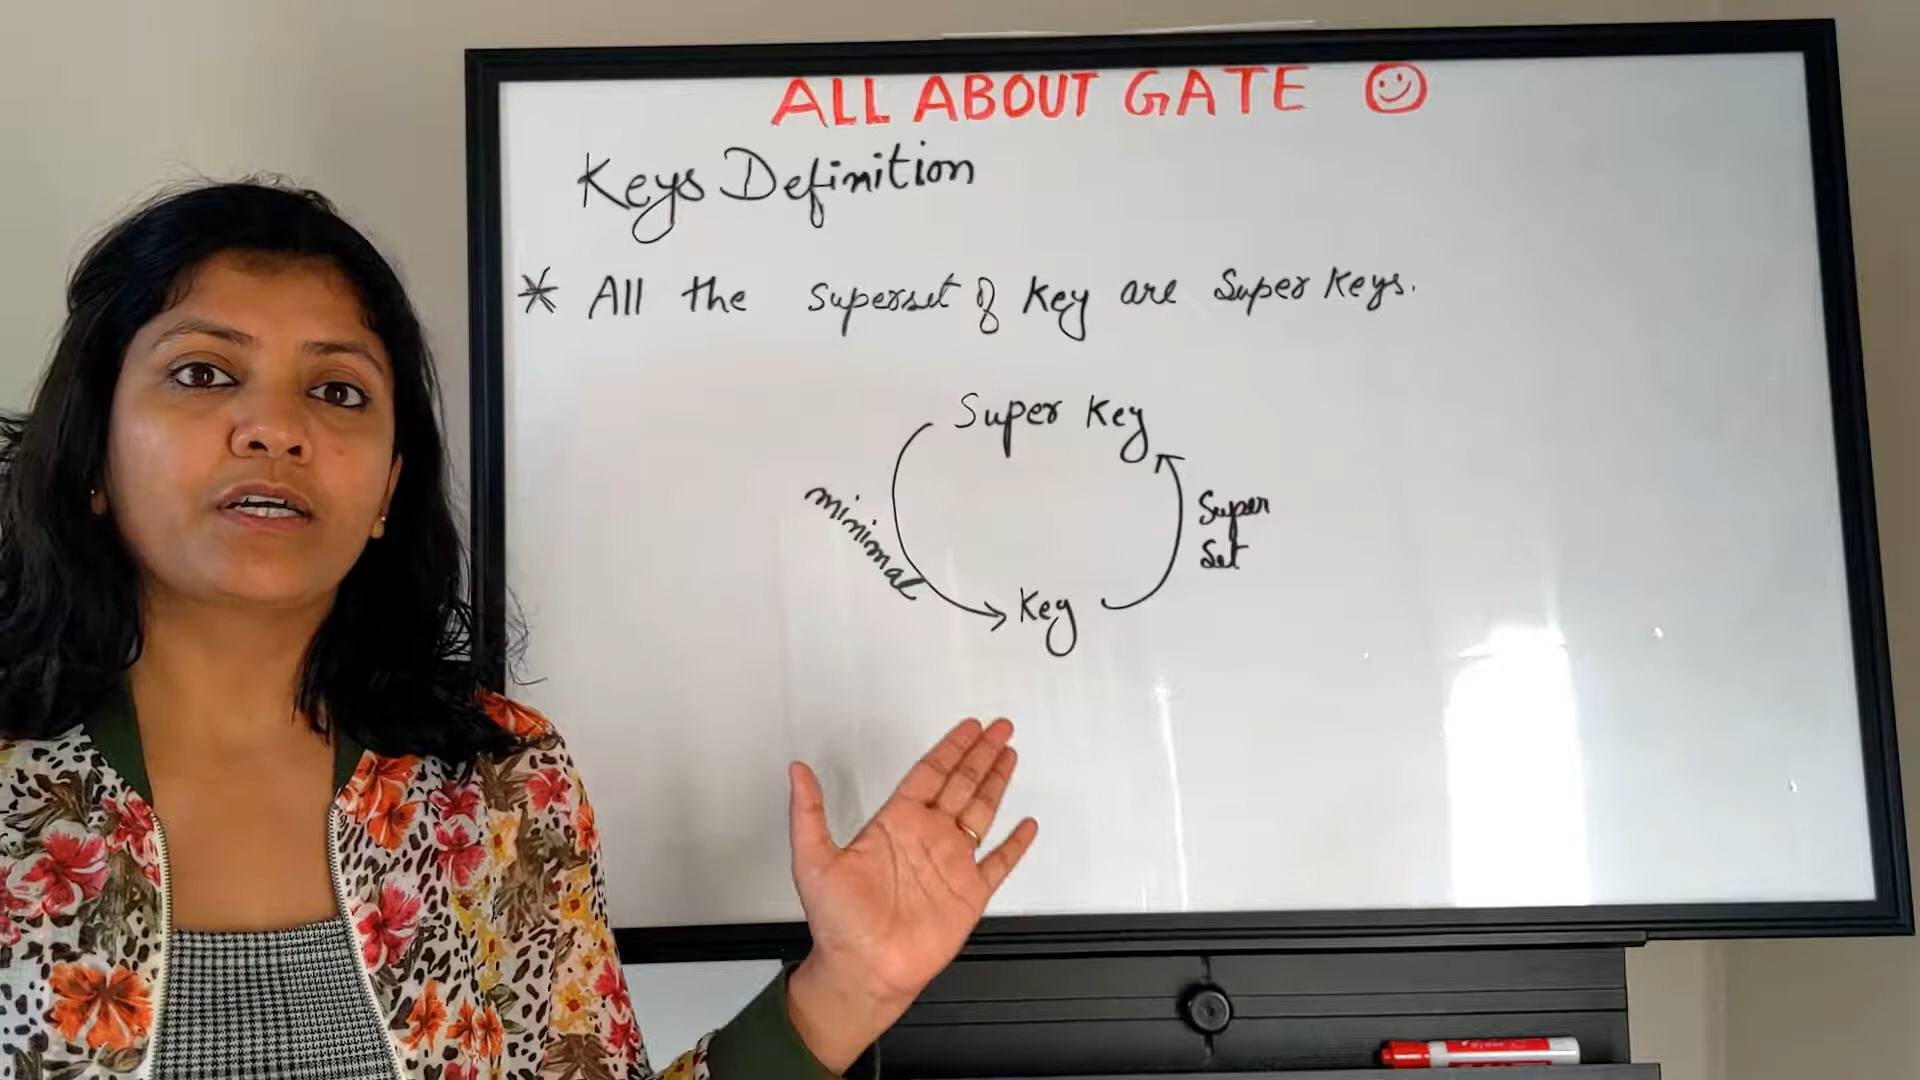 ALL ABOUT GATE
Keys Definition
* All the superset of Key are Super Keys.
Super Key
minimal
Super
Set
Key